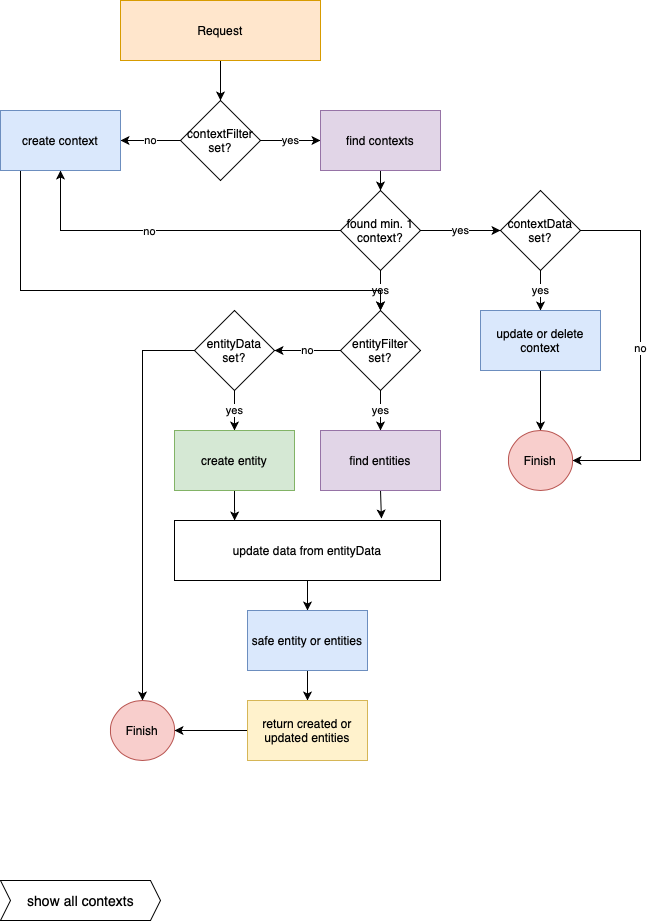 Request
contextFilter
set?
no
yes
create context
find contexts
found min. 1
context?
no
yes
contextData
set?
yes
yes
no
update or delete
context
entityData
set?
no
entityFilter
set?
yes
yes
create entity
find entities
Finish
update data from entityData
safe entity or entities
return created or
updated entities
Finish
show all contexts